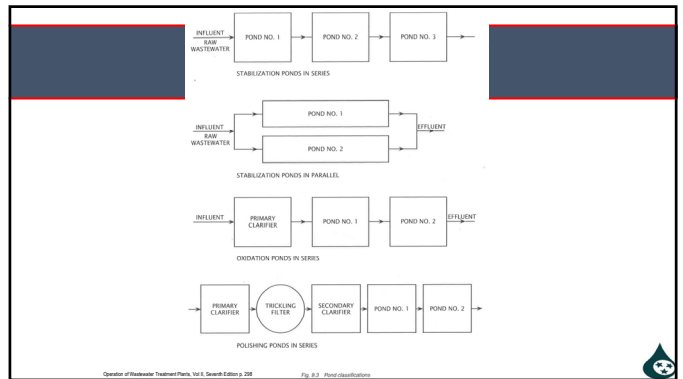 INFLUENT
RAW
WASTEWATER
POND NO. 1
POND NO. 2
POND NO. 3
STABILIZATION PONDS IN SERIES
INFLUENT
RAW
WASTEWATER
POND NO. 1
POND NO. 2
EFFLUENT
STABILIZATION PONDS IN PARALLEL
INFLUENT
PRIMARY
CLARIFIER
POND NO. 1
POND NO. 2
EFFLUENT
OXIDATION PONDS IN SERIES
PRIMARY
CLARIFIER
TRICKLING
FILTER
SECONDARY
CLARIFIER
POND NO. 1
POND NO. 2
POLISHING PONDS IN SERIES
Operation of Wastewater Treatment Plants, Vol II, Seventh Edition p. 298
Fig. 9.3 Pond classifications